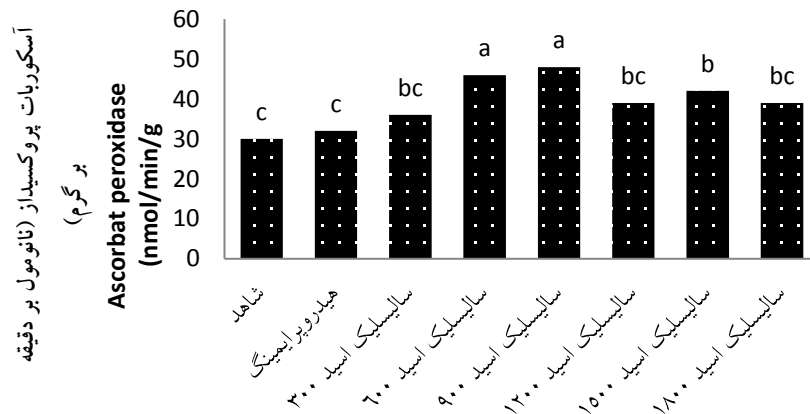 آسکوربات پروکسیداز (نانومول بر دقیقه
بر گرم)
Ascorbat peroxidase
(nmol/min/g
60
50
40
30
20
10
0
c
c
bc
a
a
bc
b
bc
شاهد
هیدروپرایمینگ
سالیسلیک اسید ۳۰۰
سالیسلیک اسید ۶۰۰
سالیسلیک اسید ۹۰۰
سالیسلیک اسید ۱۲۰۰
سالیسلیک اسید ۱۵۰۰
سالیسلیک اسید ۱۸۰۰